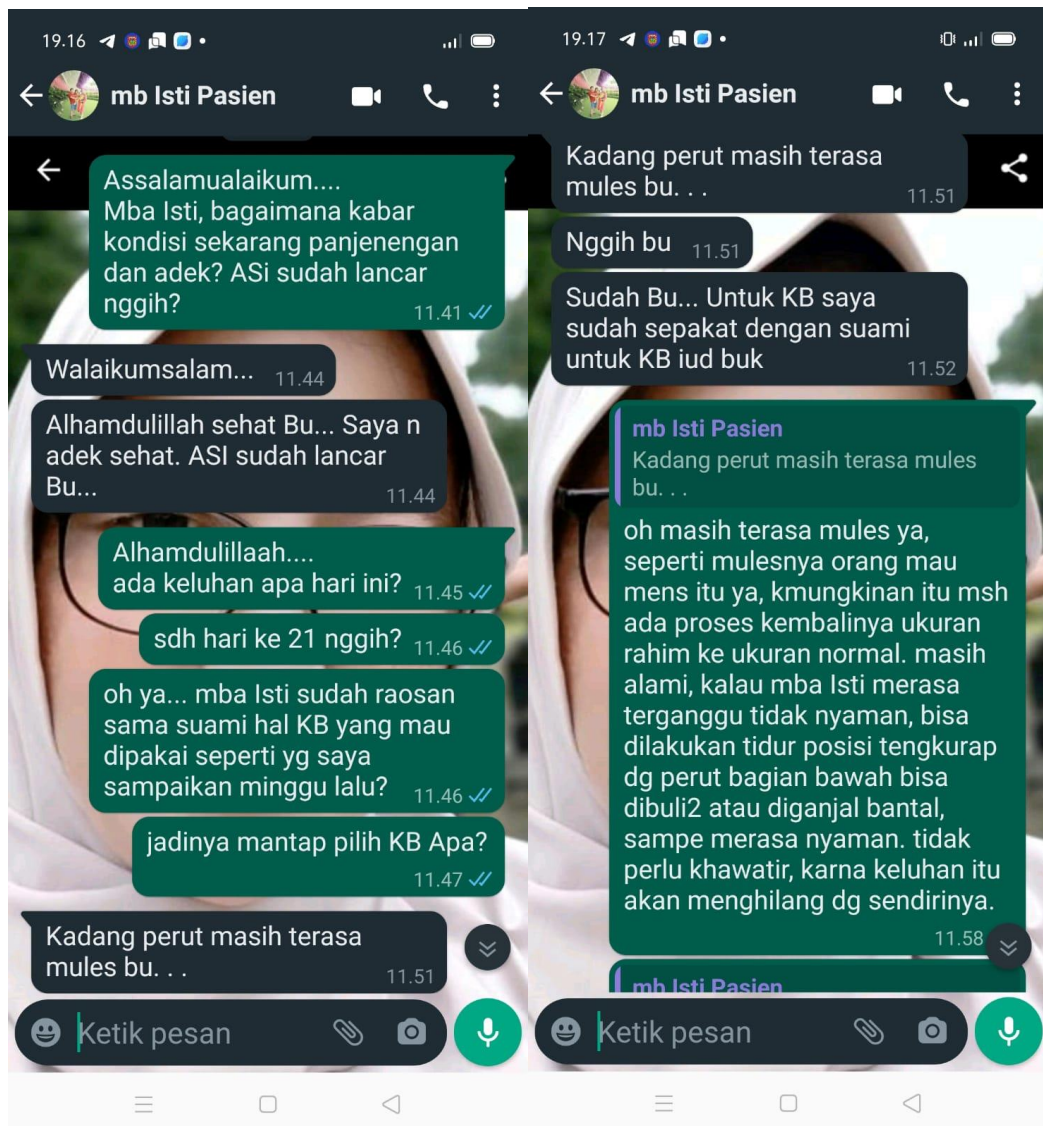 19.16
mb Isti Pasien
Assalamualaikum....
Mba Isti, bagaimana kabar
kondisi sekarang panjenengan
dan adek? ASi sudah lancar
nggih?
11.41
Walaikumsalam...
11.44
Alhamdulillah sehat Bu... Saya n
adek sehat. ASI sudah lancar
Bu...
11.44
Alhamdulillaah....
ada keluhan apa hari ini?
11.45
sdh hari ke 21 nggih?
11.46
oh ya... mba Isti sudah raosan
sama suami hal KB yang mau
dipakai seperti yg saya
sampaikan minggu lalu?
11.46
jadinya mantap pilih KB Apa?
11.47
Kadang perut masih terasa
mules bu. . .
11.51
Ketik pesan
19.17
mb Isti Pasien
Kadang perut masih terasa
mules bu. . .
11.51
Nggih bu
11.51
Sudah Bu... Untuk KB saya
sudah sepakat dengan suami
untuk KB iud buk
11.52
mb Isti Pasien
Kadang perut masih terasa mules
bu. . .
oh masih terasa mules ya,
seperti mulesnya orang mau
mens itu ya, kmungkinan itu msh
ada proses kembalinya ukuran
rahim ke ukuran normal. masih
alami, kalau mba Isti merasa
terganggu tidak nyaman, bisa
dilakukan tidur posisi tengkurap
dg perut bagian bawah bisa
dibuli2 atau diganjal bantal,
sampe merasa nyaman. tidak
perlu khawatir, karna keluhan itu
akan menghilang dg sendirinya.
11.58
mb Isti Pasien
Ketik pesan